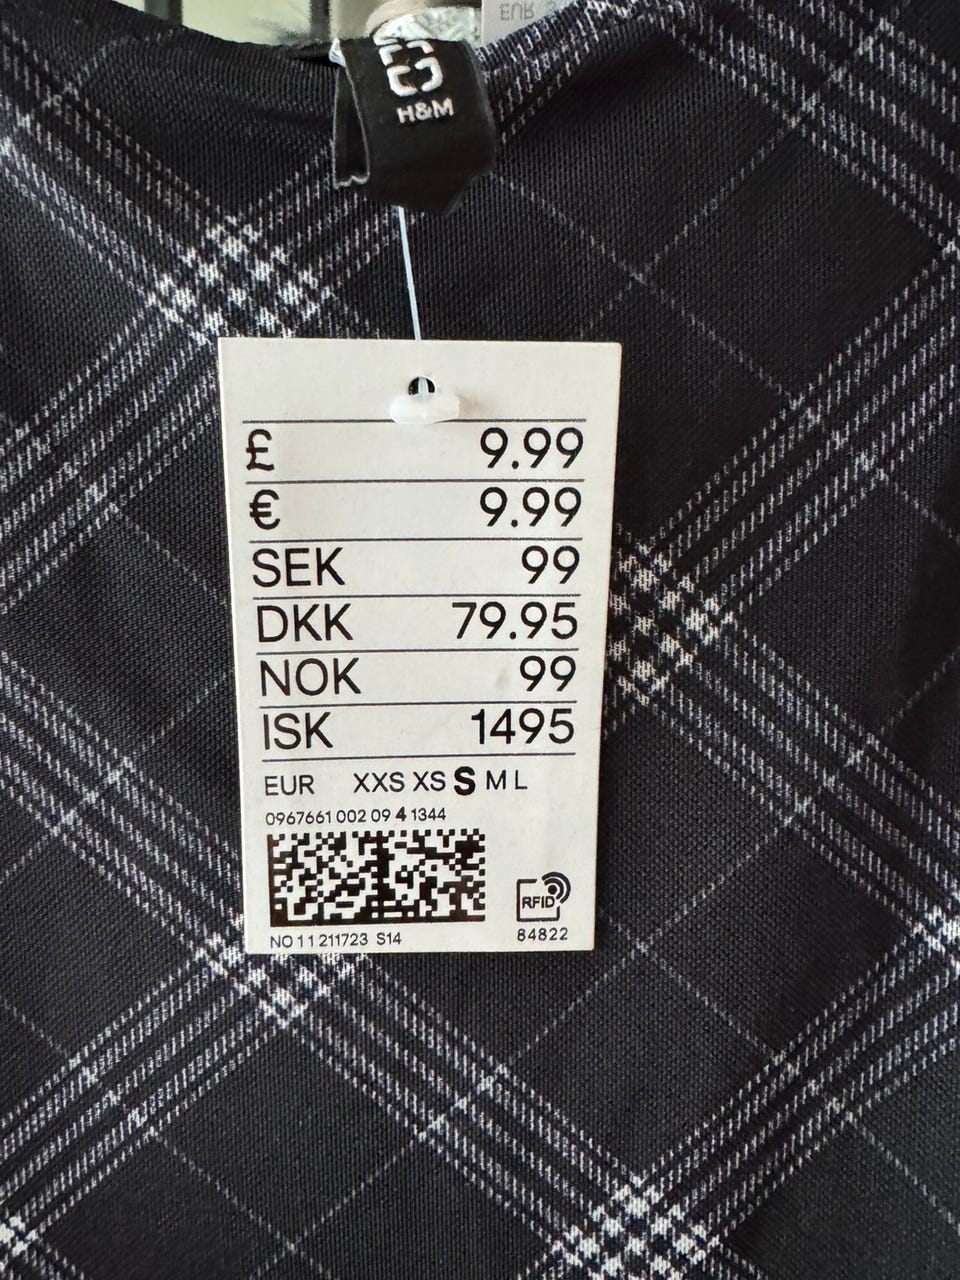 EUR
H&M
£ 9.99
€ 9.99
SEK 99
DKK 79.95
NOK 99
ISK 1495
EUR XXS XS S M L
0967661 002 09 4 1344
RFID
NO 11 211723 S14 84822